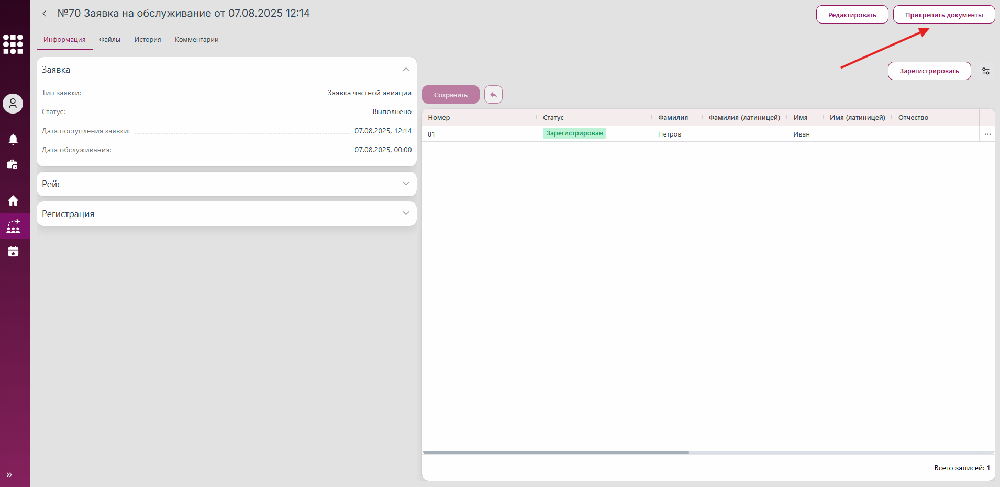 №70 Заявка на обслуживание от 07.08.2025 12:14
Редактировать
Прикрепить документы
Информация Файлы История Комментарии
Заявка
Тип заявки: Заявка частной авиации
Статус: Выполнено
Дата поступления заявки: 07.08.2025, 12:14
Дата обслуживания: 07.08.2025, 00:00
Рейс
Регистрация
Зарегистрировать
Сохранить
Номер Статус Фамилия Фамилия (латиницей) Имя Имя (латиницей) Отчество
81 Зарегистрирован Петров Иван
Всего записей: 1